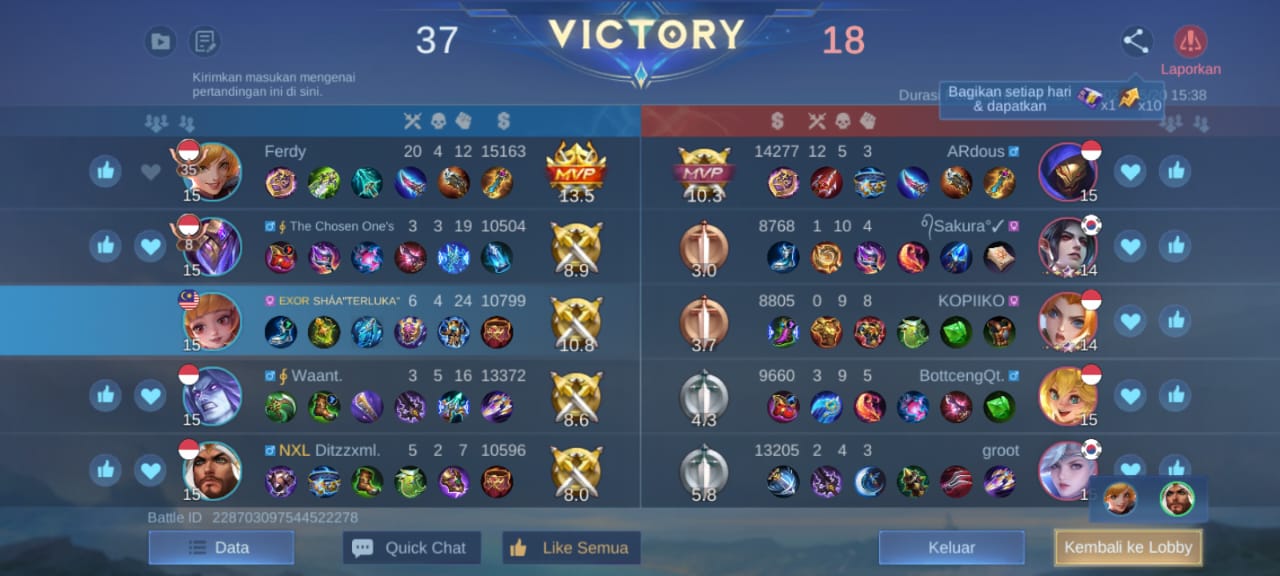 37 VICTORY 18
Laporkan
Kirimkan masukan mengenai
pertandingan ini di sini.
Durasi
Bagikan setiap hari
& dapatkan
x1 x10
15:38
Ferdy 20 4 12 15163 MVP 13.5
35
15
MVP 10.3 14277 12 5 3 ARdous 15
The Chosen One's 3 3 19 10504 8.9
8
15
3.0 8768 1 10 4 Sakura°✓ 14
EXOR SHÁA"TERLUKA" 6 4 24 10799 10.8
15
3.7 8805 0 9 8 KOPIIKO 14
Waant. 3 5 16 13372 8.6
15
4.3 9660 3 9 5 BottcengQt. 15
NXL Ditzzxml. 5 2 7 10596 8.0
15
5.8 13205 2 4 3 groot
Battle ID 228703097544522278
Data
Quick Chat
Like Semua
Keluar
Kembali ke Lobby